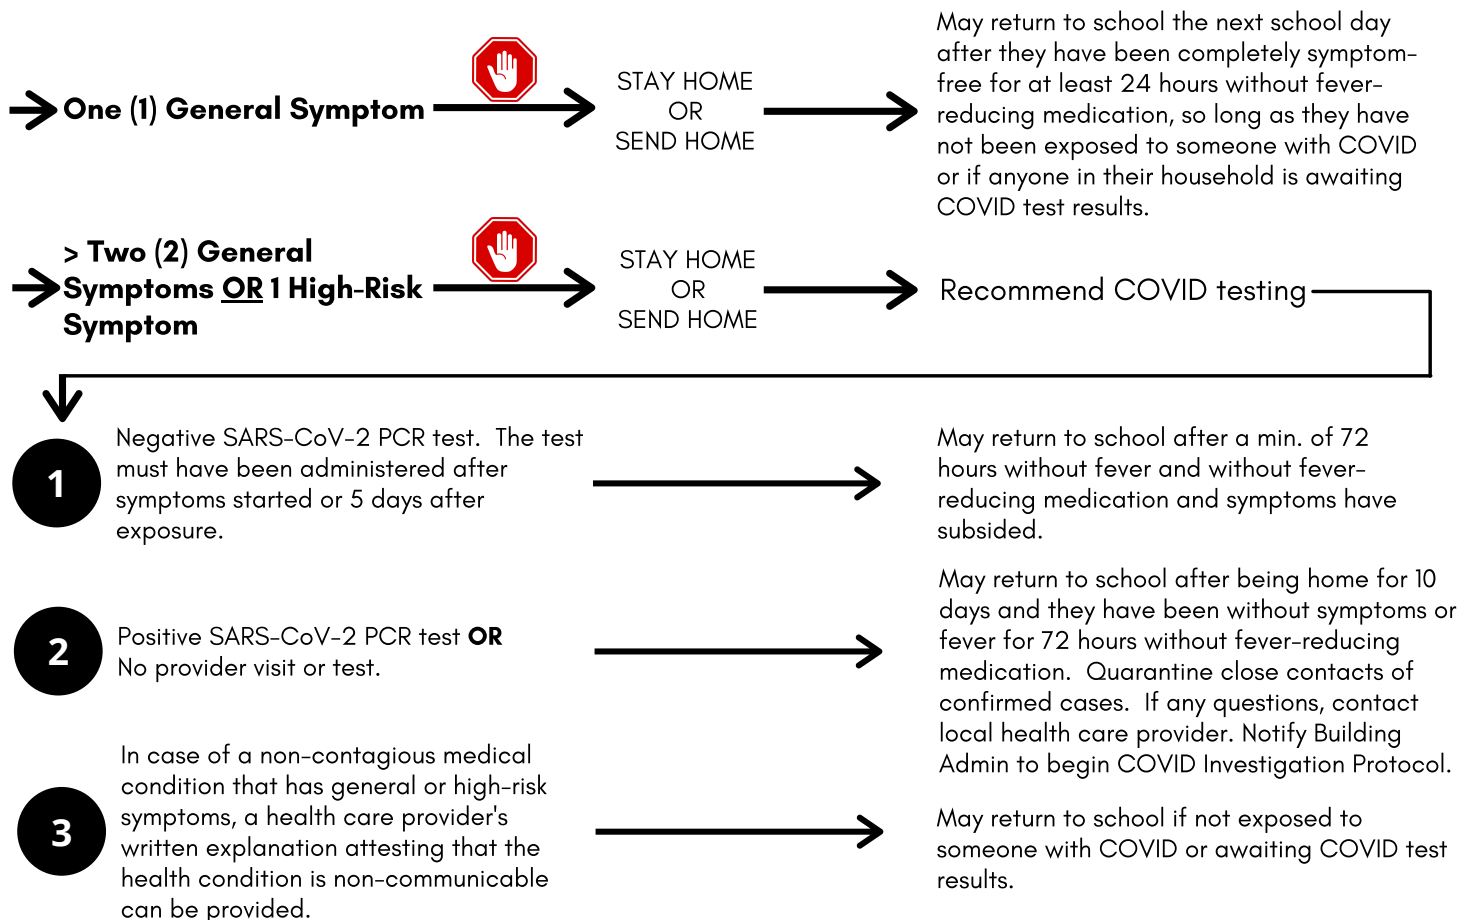 One (1) General Symptom
STAY HOME
OR
SEND HOME
May return to school the next school day
after they have been completely symptom-
free for at least 24 hours without fever-
reducing medication, so long as they have
not been exposed to someone with COVID
or if anyone in their household is awaiting
COVID test results.
> Two (2) General
Symptoms OR 1 High-Risk
Symptom
STAY HOME
OR
SEND HOME
Recommend COVID testing
1
Negative SARS-CoV-2 PCR test.  The test
must have been administered after
symptoms started or 5 days after
exposure.
May return to school after a min. of 72
hours without fever and without fever-
reducing medication and symptoms have
subsided.
2
Positive SARS-CoV-2 PCR test OR
No provider visit or test.
May return to school after being home for 10
days and they have been without symptoms or
fever for 72 hours without fever-reducing
medication.  Quarantine close contacts of
confirmed cases.  If any questions, contact
local health care provider. Notify Building
Admin to begin COVID Investigation Protocol.
3
In case of a non-contagious medical
condition that has general or high-risk
symptoms, a health care provider's
written explanation attesting that the
health condition is non-communicable
can be provided.
May return to school if not exposed to
someone with COVID or awaiting COVID test
results.